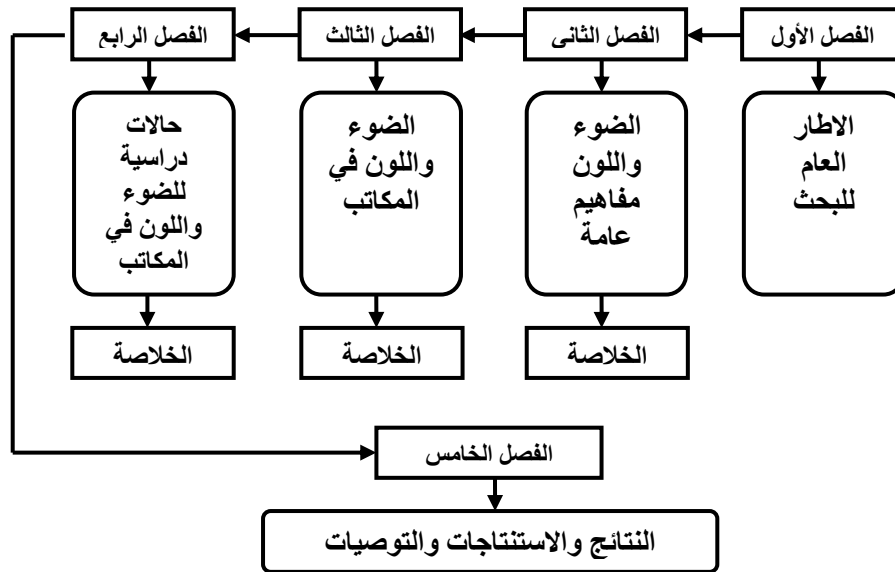 الفصل الأول
الفصل الثاني
الفصل الثالث
الفصل الرابع
الاطار
العام
للبحث
الضوء
واللون
مفاهيم
عامة
الضوء
واللون في
المكاتب
حالات
دراسية
للضوء
واللون في
المكاتب
الخلاصة
الخلاصة
الخلاصة
الفصل الخامس
النتائج والاستنتاجات والتوصيات